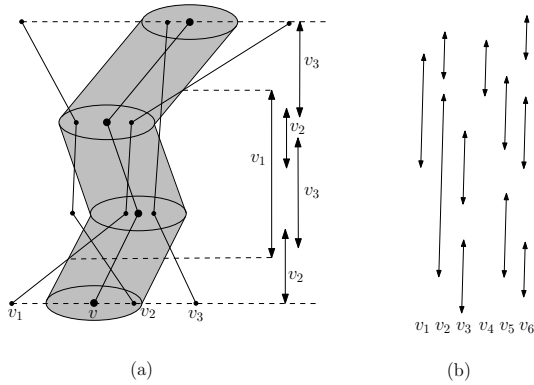 v₃
v₂
v₁
v₃
v₂
v₁ v v₂ v₃
v₁ v₂ v₃ v₄ v₅ v₆
(a)
(b)